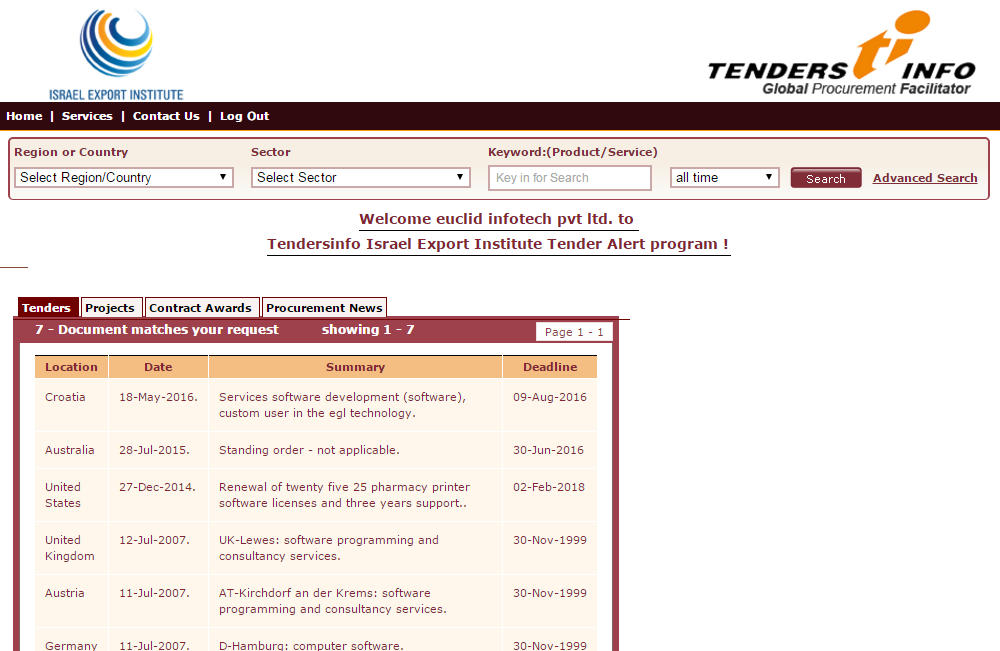 ISRAEL EXPORT INSTITUTE
ti
TENDERS INFO
Global Procurement Facilitator
Home | Services | Contact Us | Log Out
Region or Country Sector Keyword:(Product/Service)
Select Region/Country Select Sector Key in for Search all time Search Advanced Search
Welcome euclid infotech pvt ltd. to
Tendersinfo Israel Export Institute Tender Alert program !
Tenders Projects Contract Awards Procurement News
7 - Document matches your request showing 1 - 7 Page 1 - 1
Location Date Summary Deadline
Croatia 18-May-2016. Services software development (software), 09-Aug-2016
custom user in the egl technology.
Australia 28-Jul-2015. Standing order - not applicable. 30-Jun-2016
United 27-Dec-2014. Renewal of twenty five 25 pharmacy printer 02-Feb-2018
States software licenses and three years support..
United 12-Jul-2007. UK-Lewes: software programming and 30-Nov-1999
Kingdom consultancy services.
Austria 11-Jul-2007. AT-Kirchdorf an der Krems: software 30-Nov-1999
programming and consultancy services.
Germany 11-Jul-2007. D-Hamburg: computer software. 30-Nov-1999